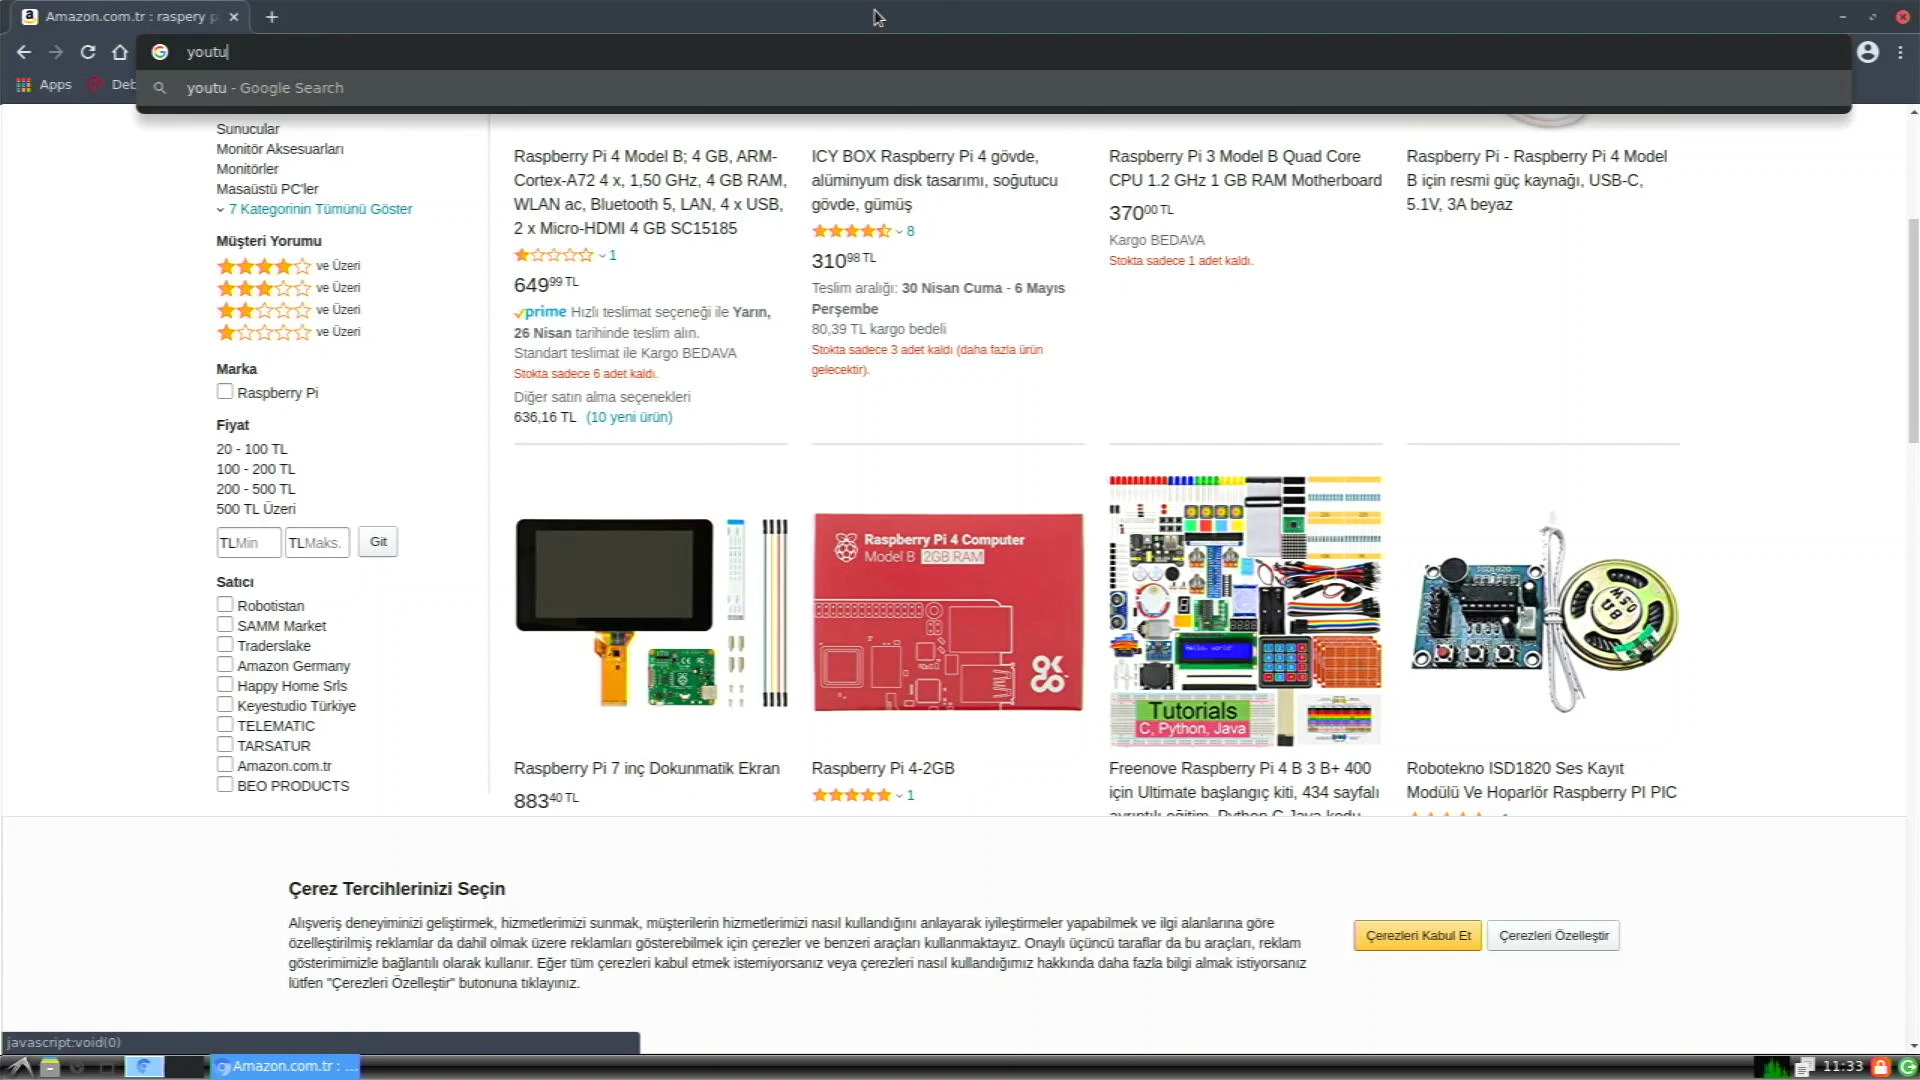 Amazon.com.tr : raspery p
youtu
Apps
Deb
youtu - Google Search
Sunucular
Monitör Aksesuarları
Monitörler
Masaüstü PC'ler
7 Kategorinin Tümünü Göster
Müşteri Yorumu
ve Üzeri
ve Üzeri
ve Üzeri
ve Üzeri
Marka
Raspberry Pi
Fiyat
20 - 100 TL
100 - 200 TL
200 - 500 TL
500 TL Üzeri
TL Min
TL Maks.
Git
Satıcı
Robotistan
SAMM Market
Traderslake
Amazon Germany
Happy Home Srls
Keyestudio Türkiye
TELEMATIC
TARSATUR
Amazon.com.tr
BEO PRODUCTS
Raspberry Pi 4 Model B; 4 GB, ARM-
Cortex-A72 4 x, 1,50 GHz, 4 GB RAM,
WLAN ac, Bluetooth 5, LAN, 4 x USB,
2 x Micro-HDMI 4 GB SC15185
1
649,99 TL
prime Hızlı teslimat seçeneği ile Yarın,
26 Nisan tarihinde teslim alın.
Standart teslimat ile Kargo BEDAVA
Stokta sadece 6 adet kaldı.
Diğer satın alma seçenekleri
636,16 TL (10 yeni ürün)
ICY BOX Raspberry Pi 4 gövde,
alüminyum disk tasarımı, soğutucu
gövde, gümüş
8
310,98 TL
Teslim aralığı: 30 Nisan Cuma - 6 Mayıs
Perşembe
80,39 TL kargo bedeli
Stokta sadece 3 adet kaldı (daha fazla ürün
gelecektir).
Raspberry Pi 3 Model B Quad Core
CPU 1.2 GHz 1 GB RAM Motherboard
370,00 TL
Kargo BEDAVA
Stokta sadece 1 adet kaldı.
Raspberry Pi - Raspberry Pi 4 Model
B için resmi güç kaynağı, USB-C,
5.1V, 3A beyaz
Raspberry Pi 4 Computer
Model B 2GB RAM
Hello, world!
Tutorials
C, Python, Java
ISD1820
Raspberry Pi 7 inç Dokunmatik Ekran
883,40 TL
Raspberry Pi 4-2GB
1
Freenove Raspberry Pi 4 B 3 B+ 400
için Ultimate başlangıç kiti, 434 sayfalı
ayrıntılı eğitim, Python C Java kodu,
Robotekno ISD1820 Ses Kayıt
Modülü Ve Hoparlör Raspberry PI PIC
Çerez Tercihlerinizi Seçin
Alışveriş deneyiminizi geliştirmek, hizmetlerimizi sunmak, müşterilerin hizmetlerimizi nasıl kullandığını anlayarak iyileştirmeler yapabilmek ve ilgi alanlarına göre
özelleştirilmiş reklamlar da dahil olmak üzere reklamları gösterebilmek için çerezler ve benzeri araçları kullanmaktayız. Onaylı üçüncü taraflar da bu araçları, reklam
gösterimimizle bağlantılı olarak kullanır. Eğer tüm çerezleri kabul etmek istemiyorsanız veya çerezleri nasıl kullandığımız hakkında daha fazla bilgi almak istiyorsanız
lütfen "Çerezleri Özelleştir" butonuna tıklayınız.
Çerezleri Kabul Et
Çerezleri Özelleştir
javascript:void(0)
Amazon.com.tr : ...
11:33